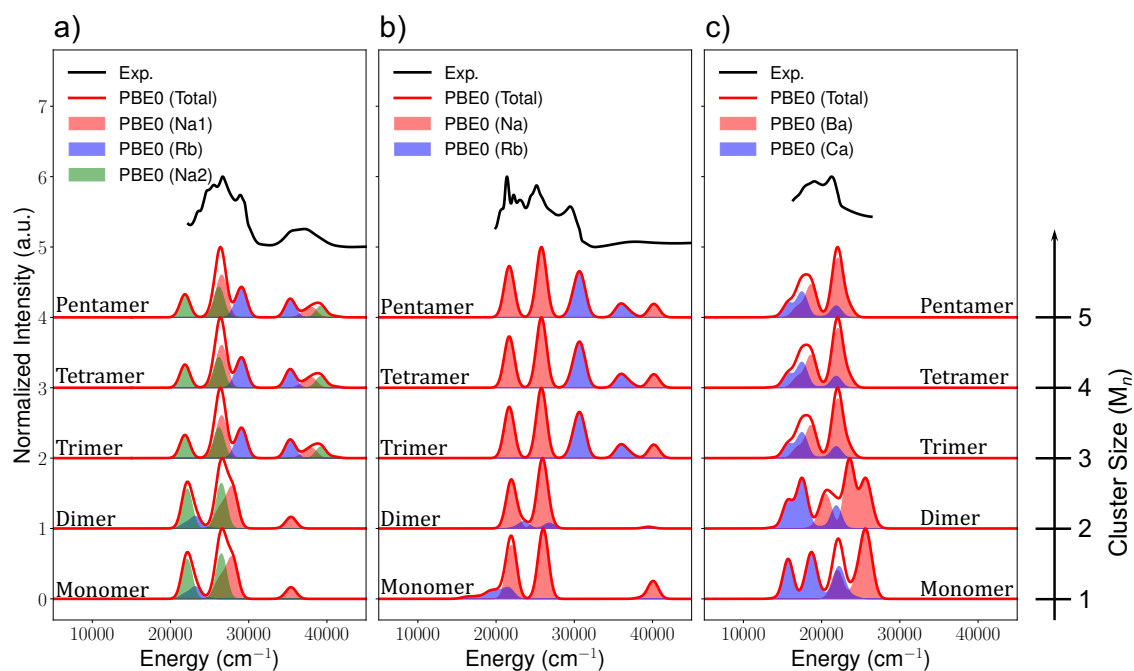 a)
b)
c)
Exp.
PBE0 (Total)
PBE0 (Na1)
PBE0 (Rb)
PBE0 (Na2)
Exp.
PBE0 (Total)
PBE0 (Na)
PBE0 (Rb)
Exp.
PBE0 (Total)
PBE0 (Ba)
PBE0 (Ca)
Normalized Intensity (a.u.)
7
6
5
4
3
2
1
0
Pentamer
Tetramer
Trimer
Dimer
Monomer
Pentamer
Tetramer
Trimer
Dimer
Monomer
Pentamer
Tetramer
Trimer
Dimer
Monomer
10000 20000 30000 40000
Energy (cm⁻¹)
10000 20000 30000 40000
Energy (cm⁻¹)
10000 20000 30000 40000
Energy (cm⁻¹)
5
4
3
2
1
Cluster Size (Mₙ)